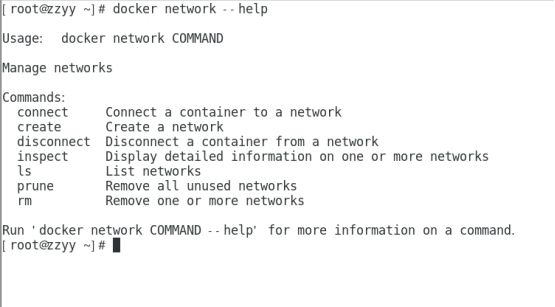 [root@zzyy ~]# docker network --help
Usage:  docker network COMMAND
Manage networks
Commands:
  connect     Connect a container to a network
  create      Create a network
  disconnect  Disconnect a container from a network
  inspect     Display detailed information on one or more networks
  ls          List networks
  prune       Remove all unused networks
  rm          Remove one or more networks
Run 'docker network COMMAND --help' for more information on a command.
[root@zzyy ~]#